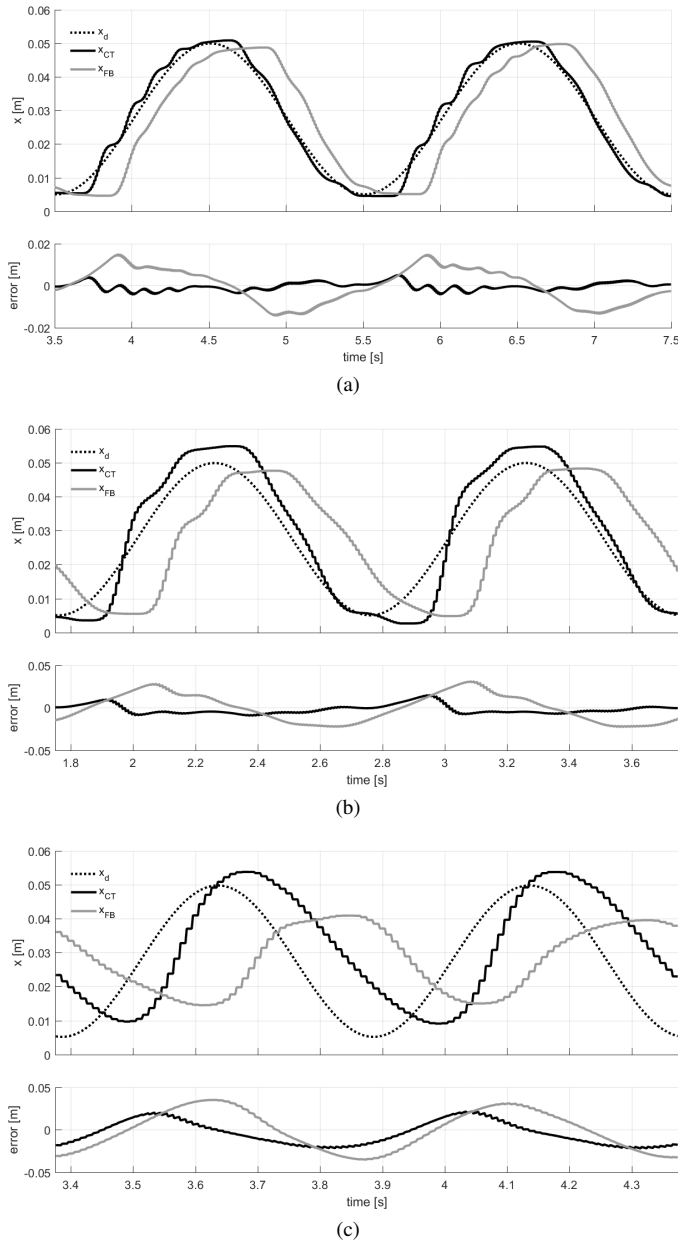 0.06
0.05
0.04
0.03
0.02
0.01
0
x [m]
x_d
x_CT
x_FB
0.02
0
-0.02
error [m]
3.5 4 4.5 5 5.5 6 6.5 7 7.5
time [s]
(a)
0.06
0.05
0.04
0.03
0.02
0.01
0
x [m]
x_d
x_CT
x_FB
0.05
0
-0.05
error [m]
1.8 2 2.2 2.4 2.6 2.8 3 3.2 3.4 3.6
time [s]
(b)
0.06
0.05
0.04
0.03
0.02
0.01
0
x [m]
x_d
x_CT
x_FB
0.05
0
-0.05
error [m]
3.4 3.5 3.6 3.7 3.8 3.9 4 4.1 4.2 4.3
time [s]
(c)